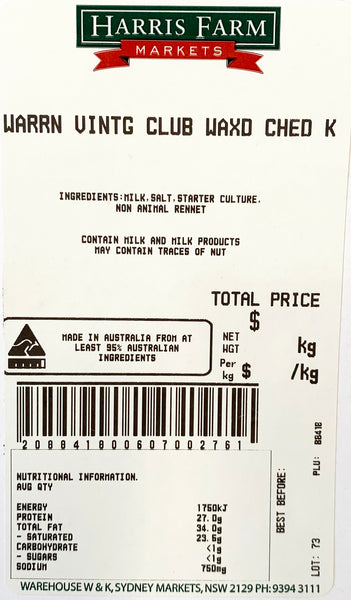 HARRIS FARM
MARKETS
WARRN VINTG CLUB WAXD CHED K
INGREDIENTS:MILK.SALT.STARTER CULTURE.
NON ANIMAL RENNET
CONTAIN MILK AND MILK PRODUCTS
MAY CONTAIN TRACES OF NUT
TOTAL PRICE
$
MADE IN AUSTRALIA FROM AT
LEAST 95% AUSTRALIAN
INGREDIENTS
NET
WGT kg
Per
kg $ /kg
2088418006070027​61
NUTRITIONAL INFORMATION.
AVG QTY
ENERGY 1750kJ
PROTEIN 27.0g
TOTAL FAT 34.0g
- SATURATED 23.5g
CARBOHYDRATE <1g
- SUGARS <1g
SODIUM 750mg
BEST BEFORE:
LOT: 73 PLU: 88418
WAREHOUSE W & K, SYDNEY MARKETS, NSW 2129 PH: 9394 3111